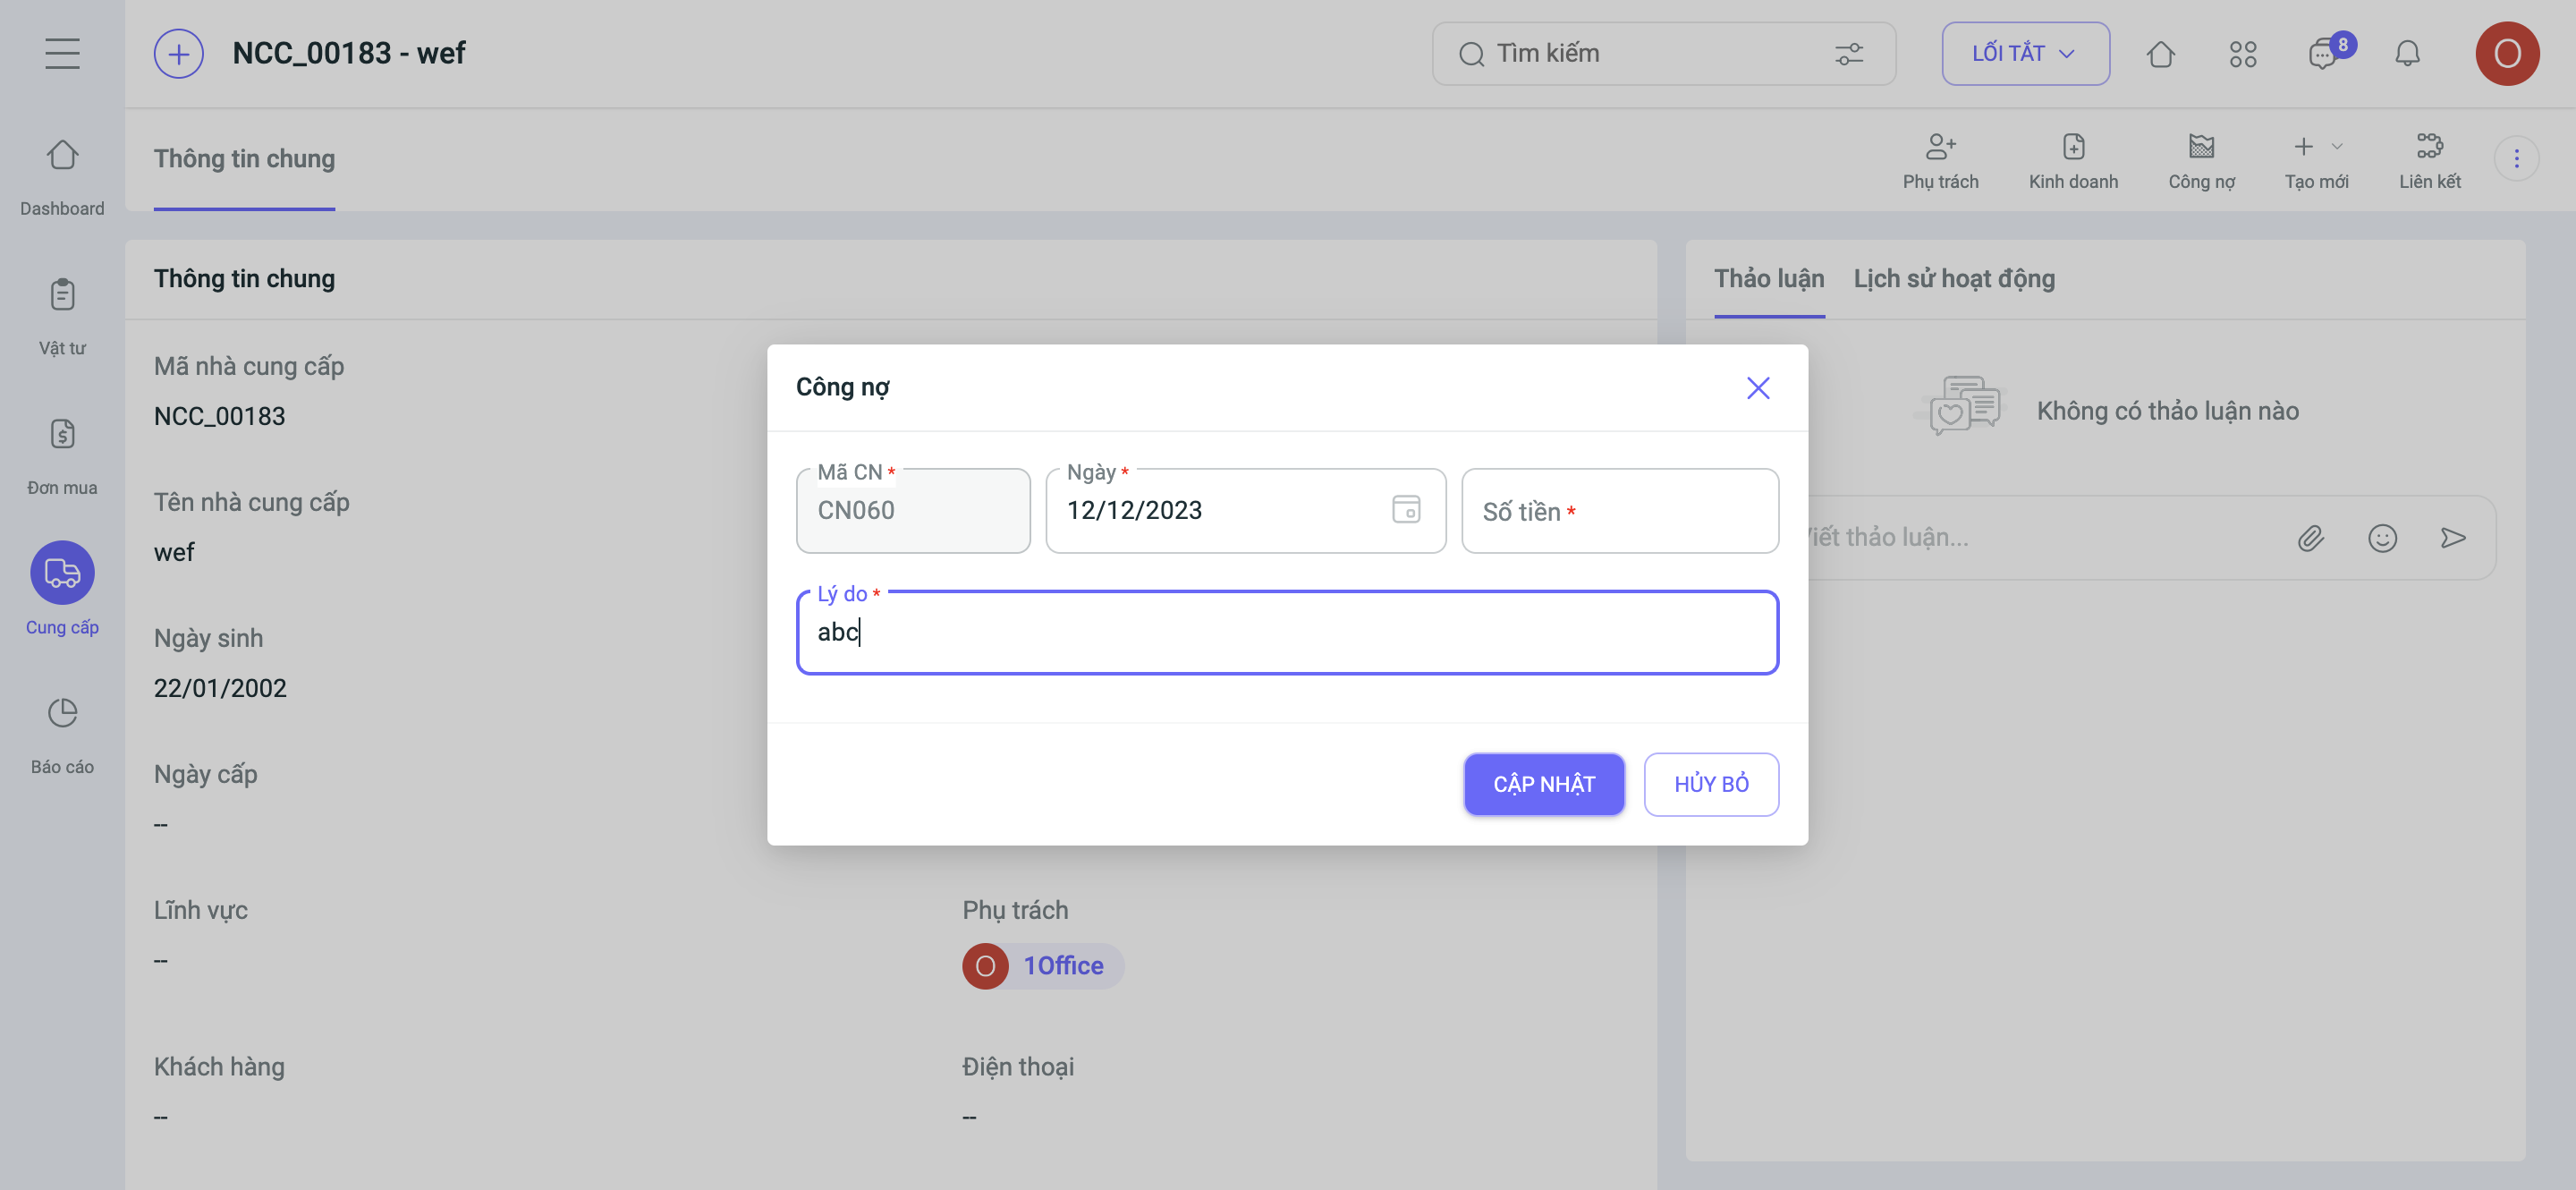 NCC_00183 - wef
Tìm kiếm
LỐI TẮT
8
O
Dashboard
Vật tư
Đơn mua
Cung cấp
Báo cáo
Thông tin chung
Phụ trách
Kinh doanh
Công nợ
Tạo mới
Liên kết
Thông tin chung
Mã nhà cung cấp
NCC_00183
Tên nhà cung cấp
wef
Ngày sinh
22/01/2002
Ngày cấp
--
Lĩnh vực
--
Phụ trách
O 1Office
Khách hàng
--
Điện thoại
--
Công nợ
Mã CN *
CN060
Ngày *
12/12/2023
Số tiền *
Lý do *
abc
CẬP NHẬT
HỦY BỎ
Thảo luận
Lịch sử hoạt động
Không có thảo luận nào
iết thảo luận...